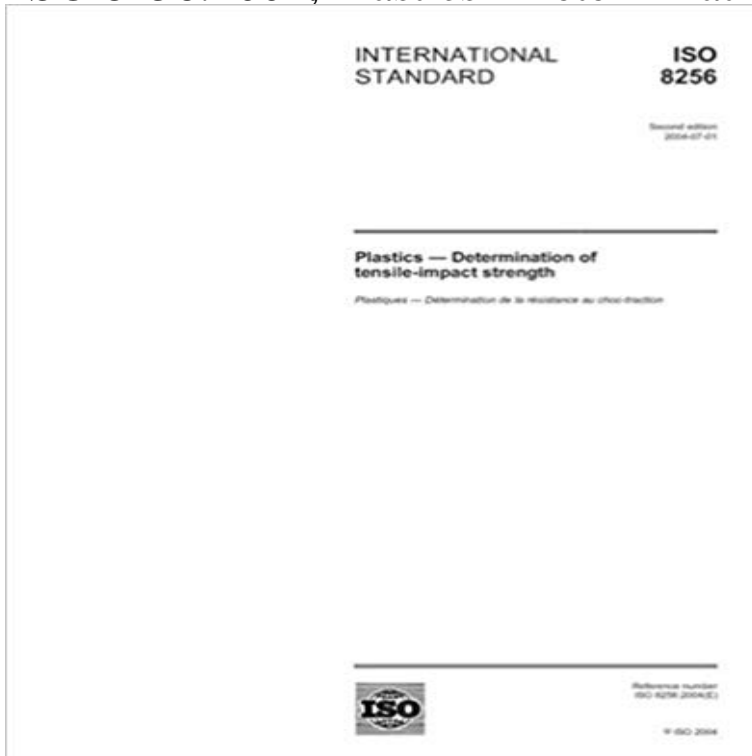 INTERNATIONAL
STANDARD
ISO
8256
Second edition
2004-07-01
Plastics — Determination of
tensile-impact strength
Plastiques — Détermination de la résistance au choc-traction
ISO
Reference number
ISO 8256:2004(E)
© ISO 2004